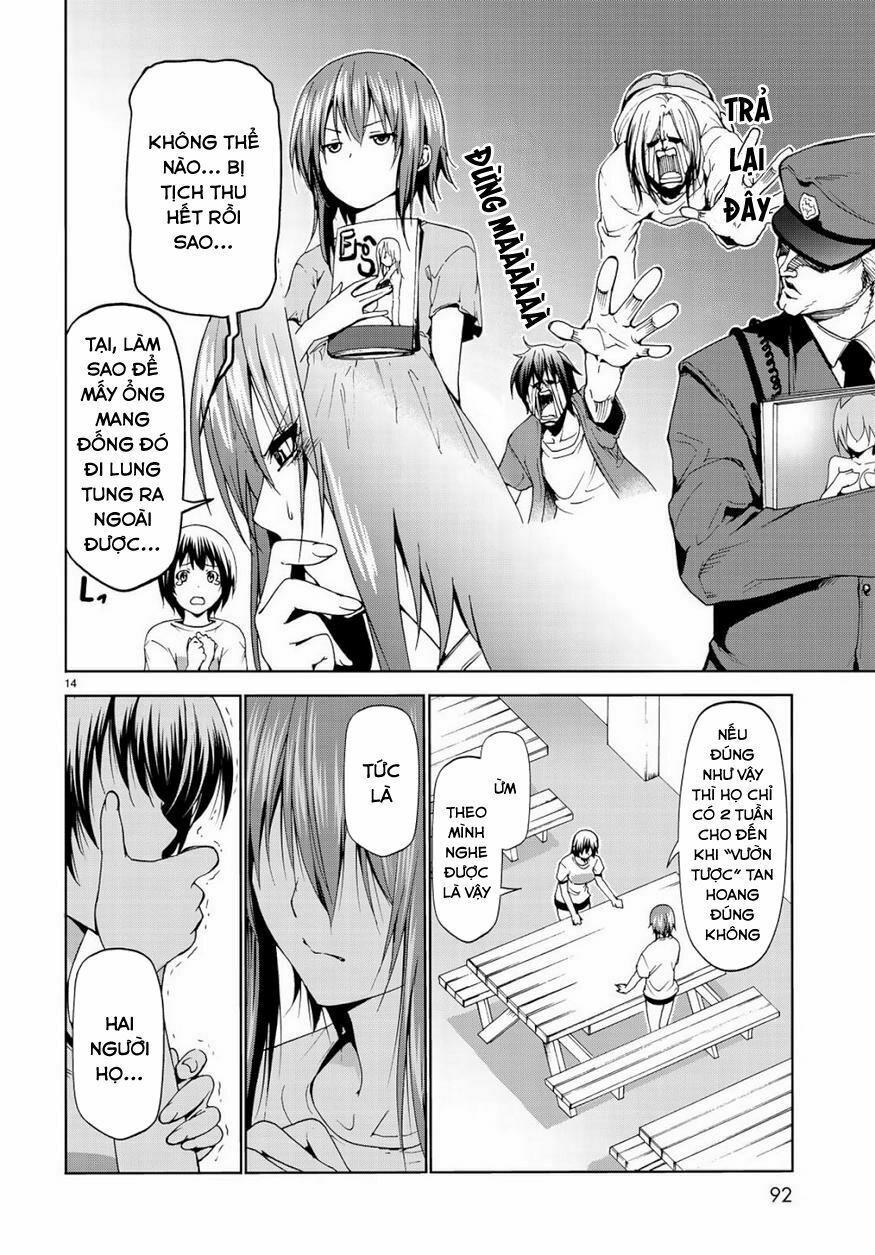 TRẢ
LẠI
ĐÂY
ĐỪNG MÀÀÀÀÀÀ
KHÔNG THỂ
NÀO... BỊ
TỊCH THU
HẾT RỒI
SAO...
TẠI, LÀM
SAO ĐỂ
MẤY ỔNG
MANG
ĐỐNG ĐÓ
ĐI LUNG
TUNG RA
NGOÀI
ĐƯỢC...
14
NẾU
ĐÚNG
NHƯ VẬY
THÌ HỌ CHỈ
CÓ 2 TUẦN
CHO ĐẾN
KHI "VƯỜN
TƯỢC" TAN
HOANG
ĐÚNG
KHÔNG
ỪM
THEO
MÌNH
NGHE
ĐƯỢC
LÀ VẬY
TỨC
LÀ
HAI
NGƯỜI
HỌ...
92